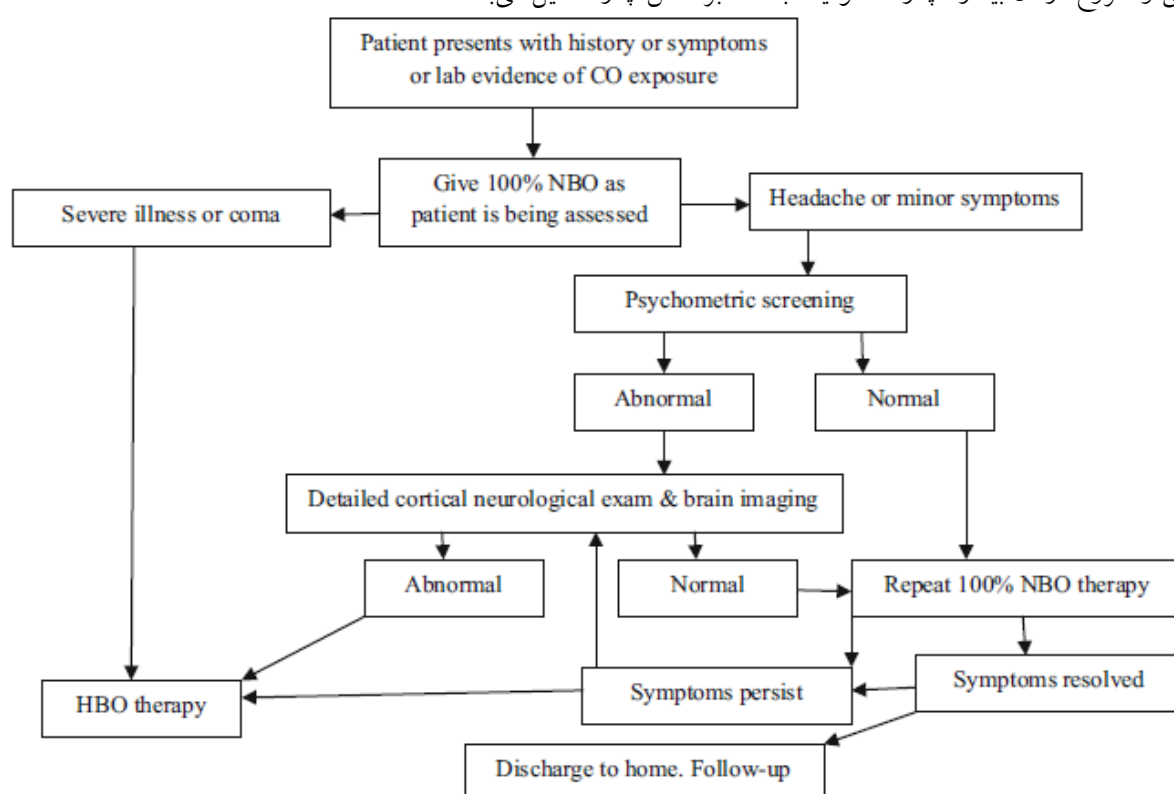 Patient presents with history or symptoms
or lab evidence of CO exposure
Give 100% NBO as
patient is being assessed
Severe illness or coma
Headache or minor symptoms
Psychometric screening
Abnormal
Normal
Detailed cortical neurological exam & brain imaging
Abnormal
Normal
Repeat 100% NBO therapy
HBO therapy
Symptoms persist
Symptoms resolved
Discharge to home. Follow-up